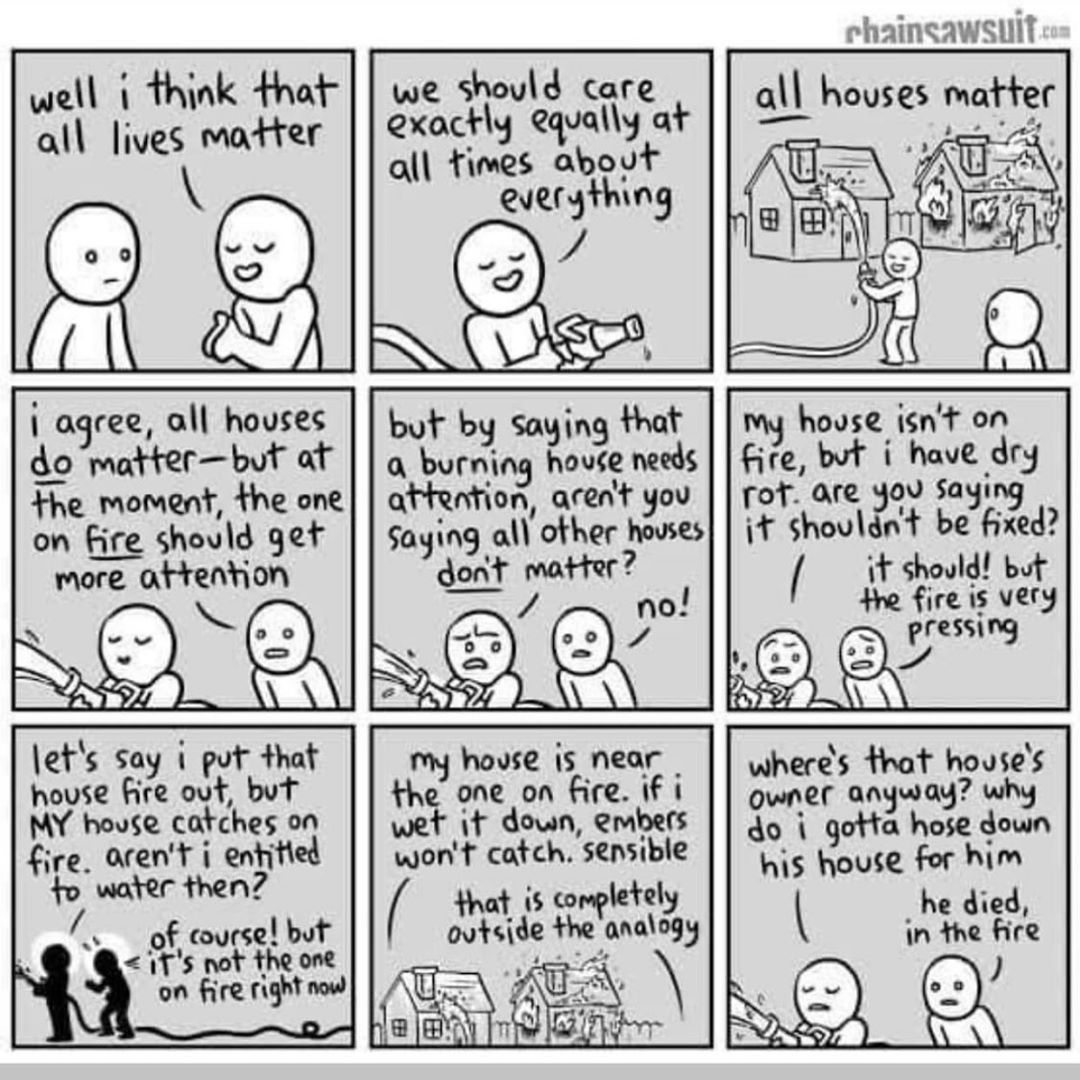 chainsawsuit.com
well i think that
all lives matter
we should care
exactly equally at
all times about
everything
all houses matter
i agree, all houses
do matter—but at
the moment, the one
on fire should get
more attention
but by saying that
a burning house needs
attention, aren't you
saying all other houses
don't matter?
no!
my house isn't on
fire, but i have dry
rot. are you saying
it shouldn't be fixed?
it should! but
the fire is very
pressing
let's say i put that
house fire out, but
MY house catches on
fire. aren't i entitled
to water then?
of course! but
it's not the one
on fire right now
my house is near
the one on fire. if i
wet it down, embers
won't catch. sensible
that is completely
outside the analogy
where's that house's
owner anyway? why
do i gotta hose down
his house for him
he died,
in the fire